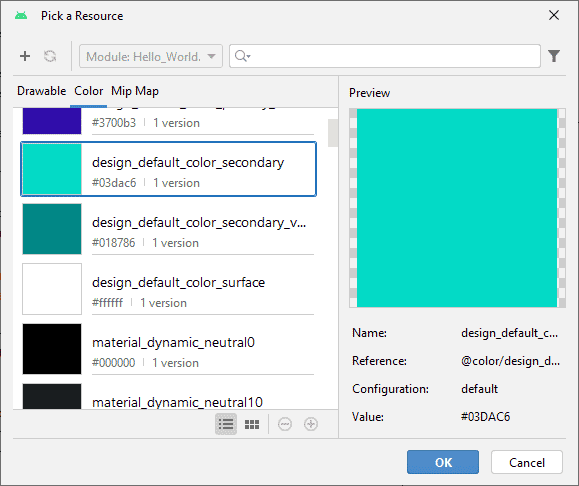 Pick a Resource
Module: Hello_World.
Drawable Color Mip Map
#3700b3 1 version
design_default_color_secondary
#03dac6 1 version
design_default_color_secondary_v...
#018786 1 version
design_default_color_surface
#ffffff 1 version
material_dynamic_neutral0
#000000 1 version
material_dynamic_neutral10
Preview
Name: design_default_c...
Reference: @color/design_d...
Configuration: default
Value: #03DAC6
OK Cancel